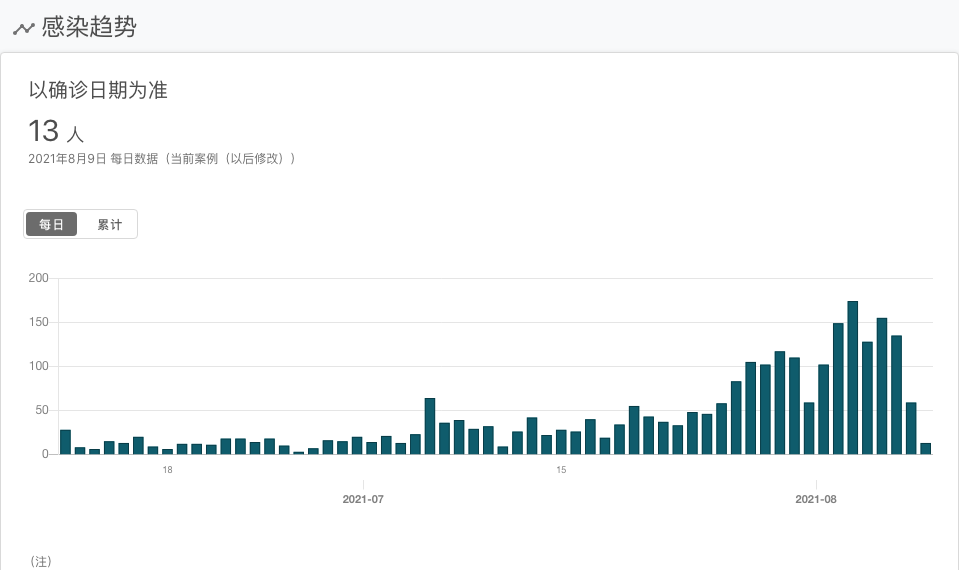 感染趋势
以确诊日期为准
13 人
2021年8月9日 每日数据（当前案例（以后修改））
每日 累计
200
150
100
50
0
18 15
2021-07 2021-08
（注）